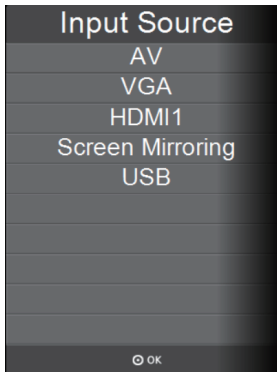 Input Source
AV
VGA
HDMI1
Screen Mirroring
USB
OK